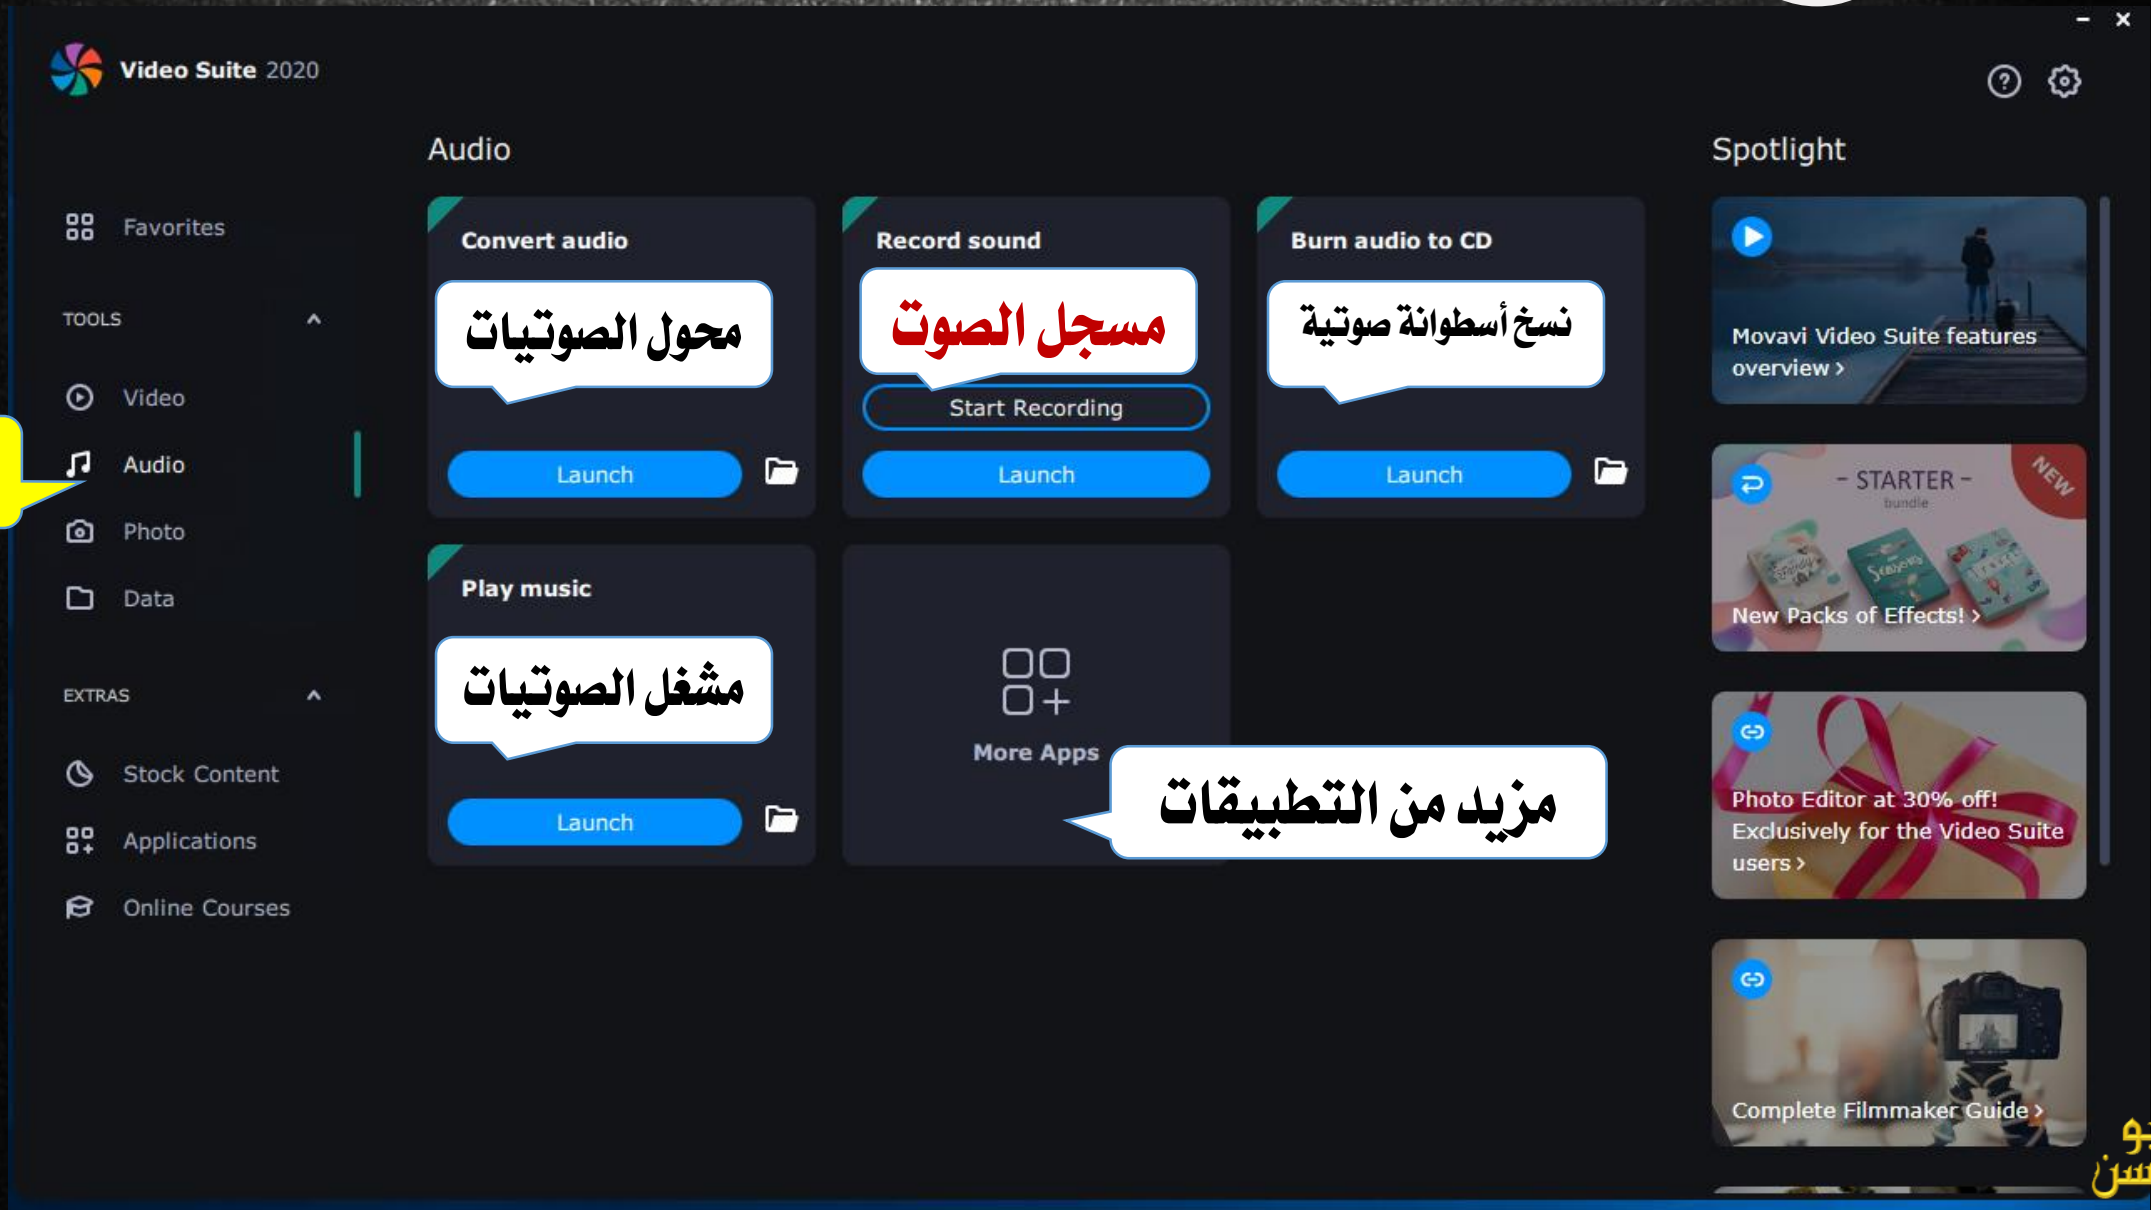 Video Suite 2020
Favorites
TOOLS
Video
Audio
Photo
Data
EXTRAS
Stock Content
Applications
Online Courses
Audio
Convert audio
محول الصوتيات
Launch
Record sound
مسجل الصوت
Start Recording
Launch
Burn audio to CD
نسخ أسطوانة صوتية
Launch
Play music
مشغل الصوتيات
Launch
More Apps
مزيد من التطبيقات
Spotlight
Movavi Video Suite features
overview >
- STARTER -
bundle
NEW
Seasons
Travel
New Packs of Effects! >
Photo Editor at 30% off!
Exclusively for the Video Suite
users >
Complete Filmmaker Guide >